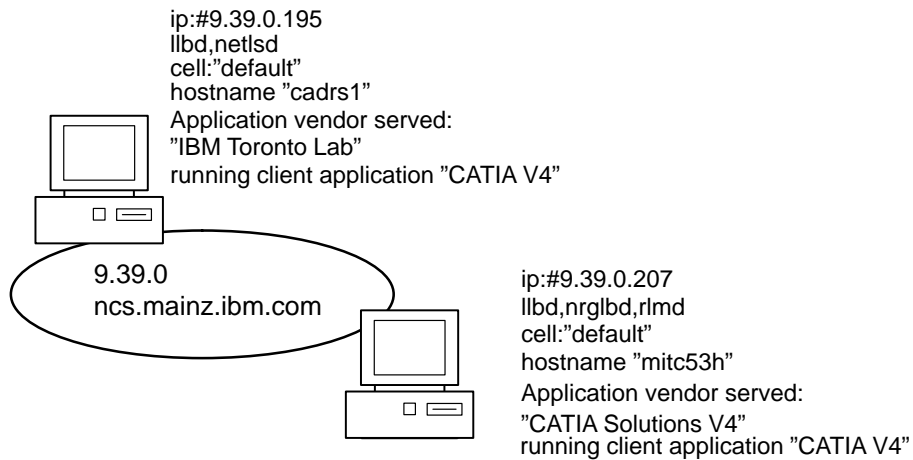 ip:#9.39.0.195
llbd,netlsd
cell:”default”
hostname ”cadrs1”
Application vendor served:
”IBM Toronto Lab”
running client application ”CATIA V4”
9.39.0
ncs.mainz.ibm.com
ip:#9.39.0.207
llbd,nrglbd,rlmd
cell:”default”
hostname ”mitc53h”
Application vendor served:
”CATIA Solutions V4”
running client application ”CATIA V4”